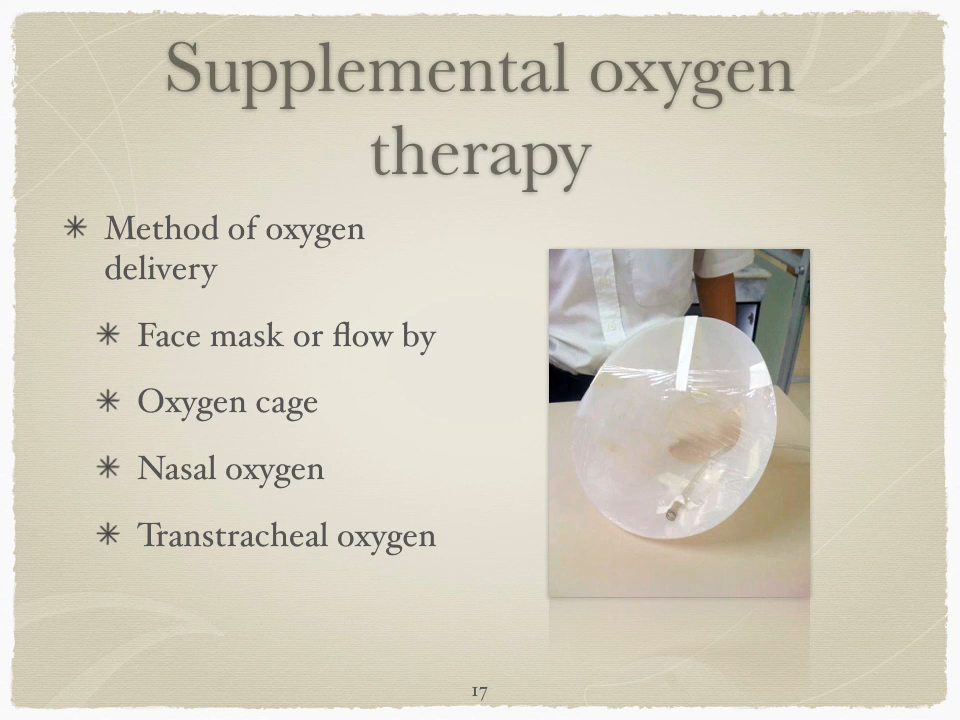 Supplemental oxygen
therapy
Method of oxygen
delivery
Face mask or flow by
Oxygen cage
Nasal oxygen
Transtracheal oxygen
17